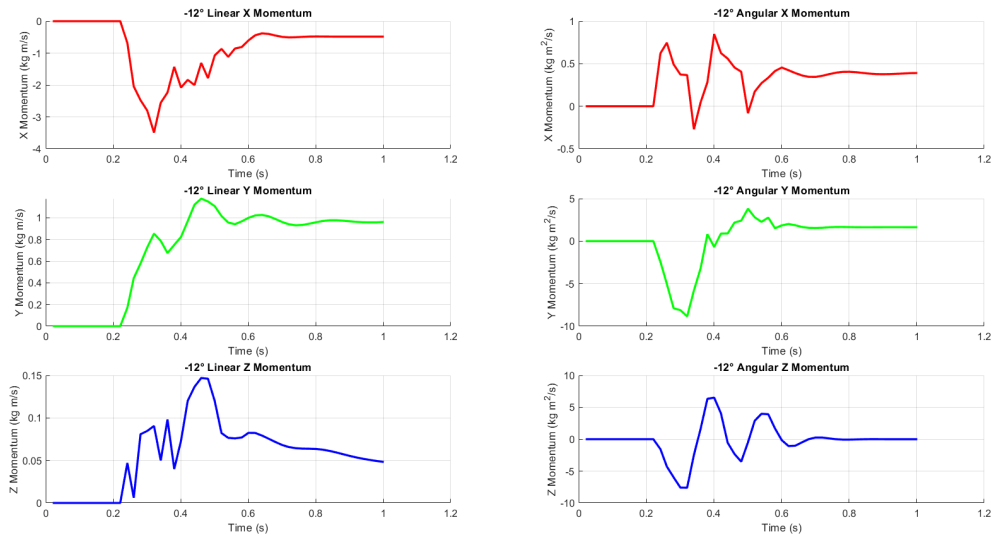 -12° Linear X Momentum
X Momentum (kg m/s)
0
-1
-2
-3
-4
0 0.2 0.4 0.6 0.8 1 1.2
Time (s)
-12° Angular X Momentum
X Momentum (kg m²/s)
1
0.5
0
-0.5
0 0.2 0.4 0.6 0.8 1 1.2
Time (s)
-12° Linear Y Momentum
Y Momentum (kg m/s)
1
0.8
0.6
0.4
0.2
0
0 0.2 0.4 0.6 0.8 1 1.2
Time (s)
-12° Angular Y Momentum
Y Momentum (kg m²/s)
5
0
-5
-10
0 0.2 0.4 0.6 0.8 1 1.2
Time (s)
-12° Linear Z Momentum
Z Momentum (kg m/s)
0.15
0.1
0.05
0
0 0.2 0.4 0.6 0.8 1 1.2
Time (s)
-12° Angular Z Momentum
Z Momentum (kg m²/s)
10
5
0
-5
-10
0 0.2 0.4 0.6 0.8 1 1.2
Time (s)